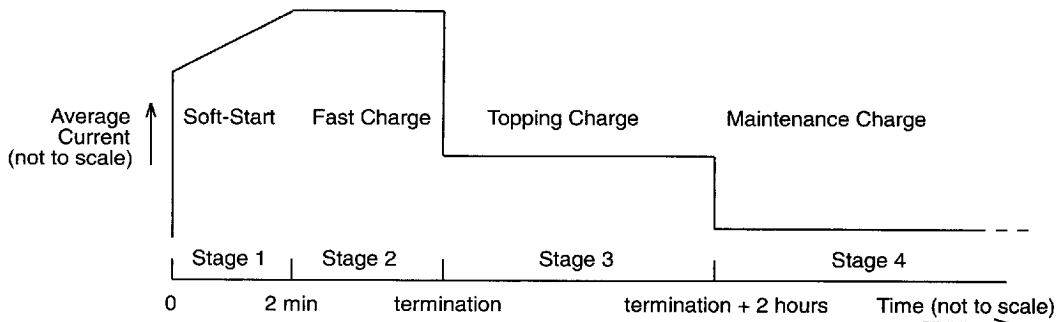 Average
Current
(not to scale)
Soft-Start
Fast Charge
Topping Charge
Maintenance Charge
Stage 1
Stage 2
Stage 3
Stage 4
0
2 min
termination
termination + 2 hours
Time (not to scale)